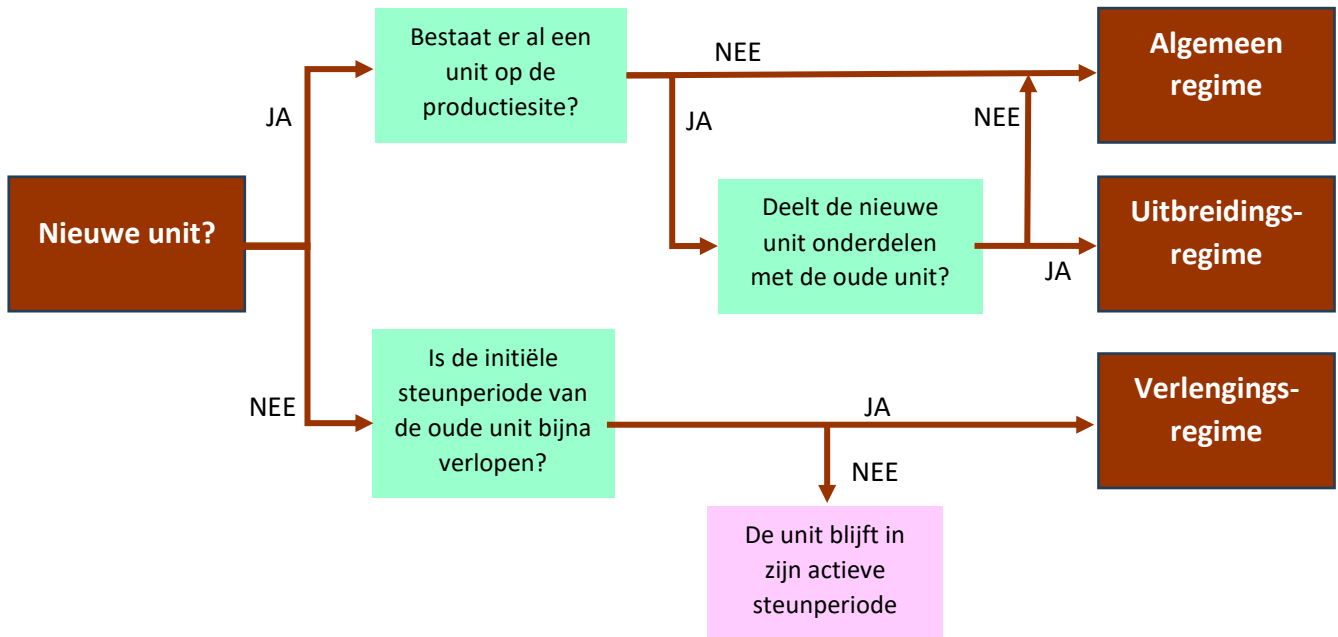 Nieuwe unit?
JA
Bestaat er al een
unit op de
productiesite?
NEE
Algemeen
regime
JA
NEE
Deelt de nieuwe
unit onderdelen
met de oude unit?
JA
Uitbreidings-
regime
NEE
Is de initiële
steunperiode van
de oude unit bijna
verlopen?
JA
Verlengings-
regime
NEE
De unit blijft in
zijn actieve
steunperiode